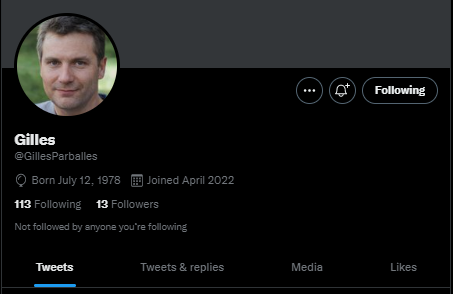 Following
Gilles
@GillesParballes
Born July 12, 1978 Joined April 2022
113 Following 13 Followers
Not followed by anyone you're following
Tweets Tweets & replies Media Likes